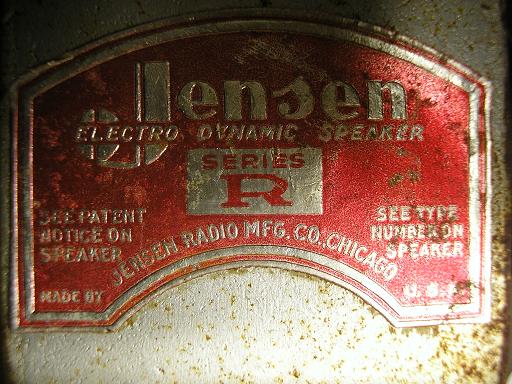 Jensen
ELECTRO DYNAMIC SPEAKER
SERIES
R
SEE PATENT
NOTICE ON
SPEAKER
SEE TYPE
NUMBER ON
SPEAKER
JENSEN RADIO MFG. CO. CHICAGO
MADE BY
U. S. A.